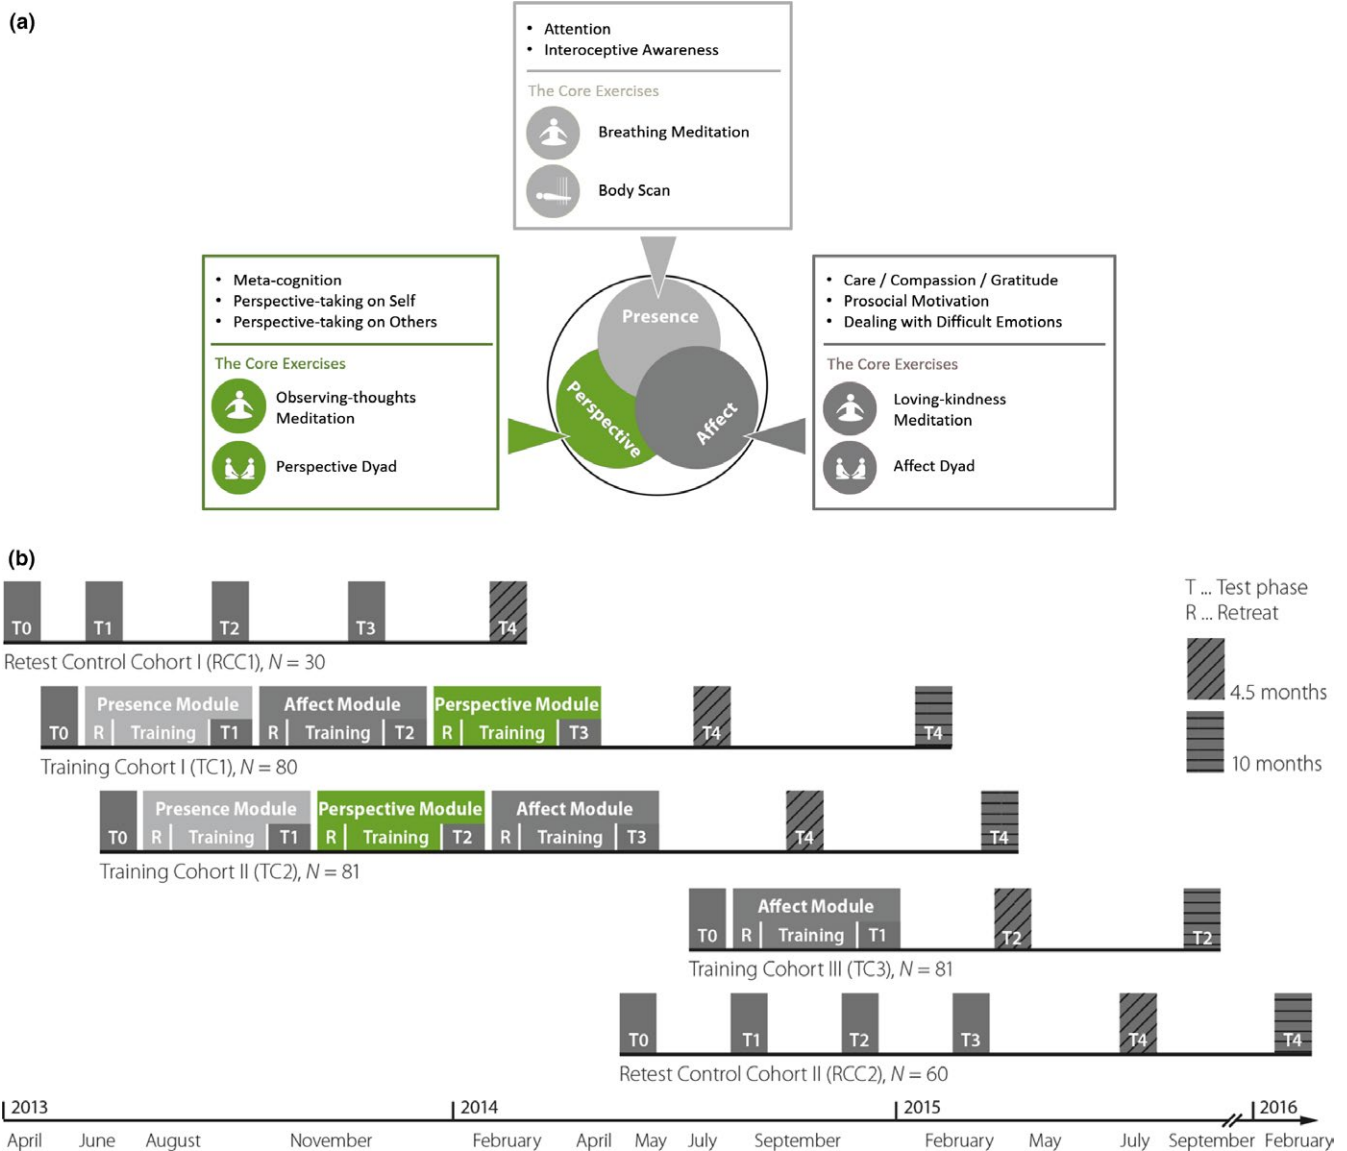 (a)
• Attention
• Interoceptive Awareness
The Core Exercises
Breathing Meditation
Body Scan
• Meta-cognition
• Perspective-taking on Self
• Perspective-taking on Others
The Core Exercises
Observing-thoughts
Meditation
Perspective Dyad
Presence
Perspective
Affect
• Care / Compassion / Gratitude
• Prosocial Motivation
• Dealing with Difficult Emotions
The Core Exercises
Loving-kindness
Meditation
Affect Dyad
(b)
T0 T1 T2 T3 T4
Retest Control Cohort I (RCC1), N = 30
T ... Test phase
R ... Retreat
4.5 months
10 months
Presence Module Affect Module Perspective Module
T0 R Training T1 R Training T2 R Training T3 T4 T4
Training Cohort I (TC1), N = 80
Presence Module Perspective Module Affect Module
T0 R Training T1 R Training T2 R Training T3 T4 T4
Training Cohort II (TC2), N = 81
Affect Module
T0 R Training T1 T2 T2
Training Cohort III (TC3), N = 81
T0 T1 T2 T3 T4 T4
Retest Control Cohort II (RCC2), N = 60
2013 2014 2015 2016
April June August November February April May July September February May July September February